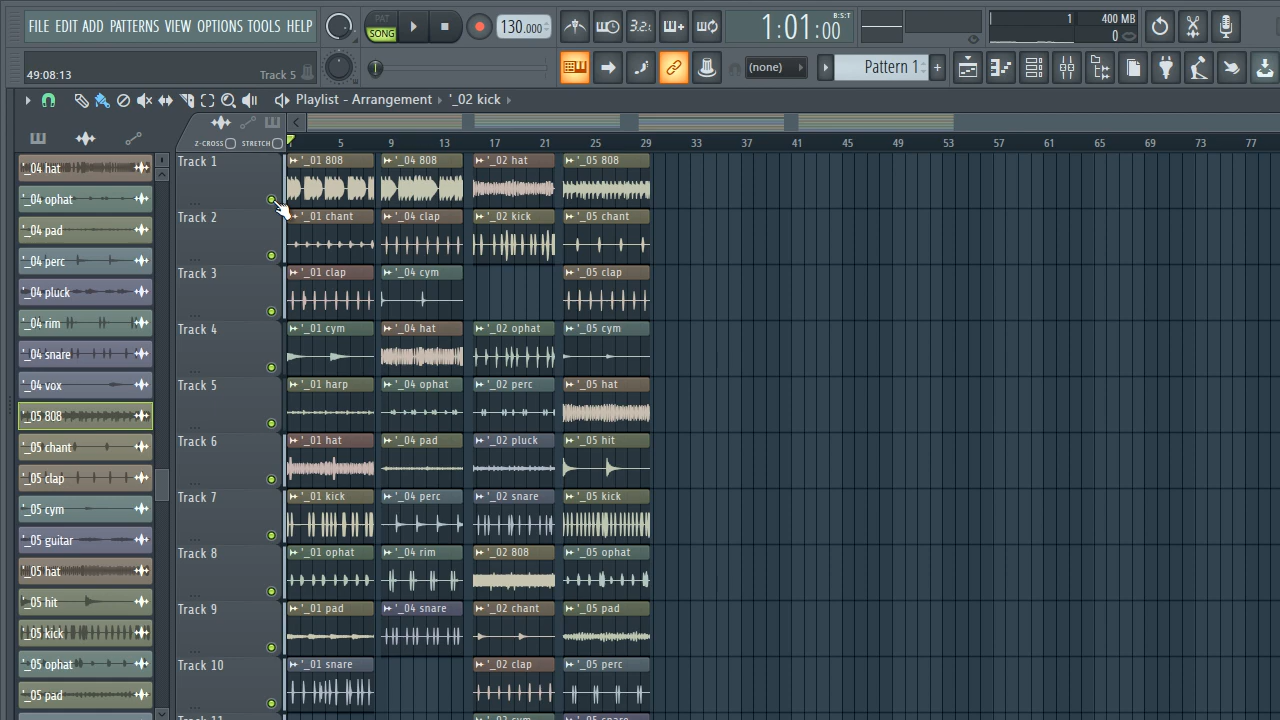 FILE EDIT ADD PATTERNS VIEW OPTIONS TOOLS HELP
PAT
SONG
130.000
3.2.
1:01:00
B:S:T
1
400 MB
0
49:08:13
Track 5
(none)
Pattern 1
Playlist - Arrangement '_02 kick
Z-CROSS STRETCH
1 5 9 13 17 21 25 29 33 37 41 45 49 53 57 61 65 69 73 77
'_04 hat
'_04 ophat
'_04 pad
'_04 perc
'_04 pluck
'_04 rim
'_04 snare
'_04 vox
'_05 808
'_05 chant
'_05 clap
'_05 cym
'_05 guitar
'_05 hat
'_05 hit
'_05 kick
'_05 ophat
'_05 pad
Track 1 '_01 808 '_04 808 '_02 hat '_05 808
Track 2 '_01 chant '_04 clap '_02 kick '_05 chant
Track 3 '_01 clap '_04 cym '_05 clap
Track 4 '_01 cym '_04 hat '_02 ophat '_05 cym
Track 5 '_01 harp '_04 ophat '_02 perc '_05 hat
Track 6 '_01 hat '_04 pad '_02 pluck '_05 hit
Track 7 '_01 kick '_04 perc '_02 snare '_05 kick
Track 8 '_01 ophat '_04 rim '_02 808 '_05 ophat
Track 9 '_01 pad '_04 snare '_02 chant '_05 pad
Track 10 '_01 snare '_02 clap '_05 perc